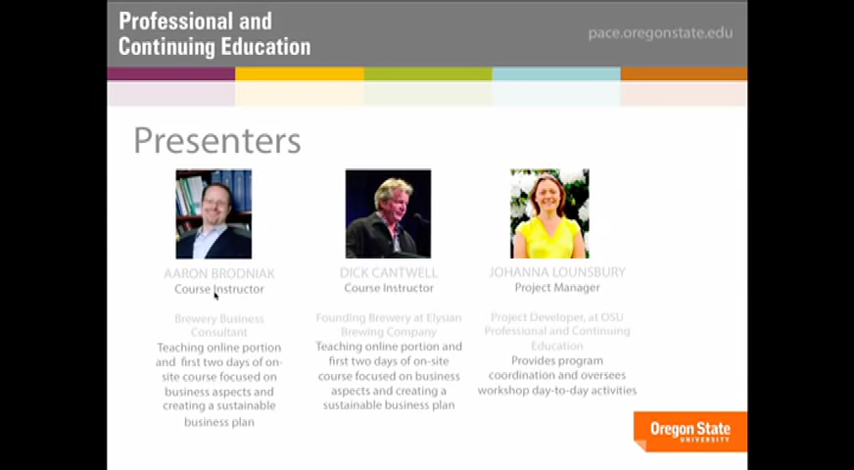 Professional and
Continuing Education
pace.oregonstate.edu
Presenters
AARON BRODNIAK
Course Instructor
Brewery Business
Consultant
Teaching online portion
and first two days of on-
site course focused on
business aspects and
creating a sustainable
business plan
DICK CANTWELL
Course Instructor
Founding Brewery at Elysian
Brewing Company
Teaching online portion and
first two days of on-site
course focused on business
aspects and creating a
sustainable business plan
JOHANNA LOUNSBURY
Project Manager
Project Developer, at OSU
Professional and Continuing
Education
Provides program
coordination and oversees
workshop day-to-day activities
Oregon State
UNIVERSITY